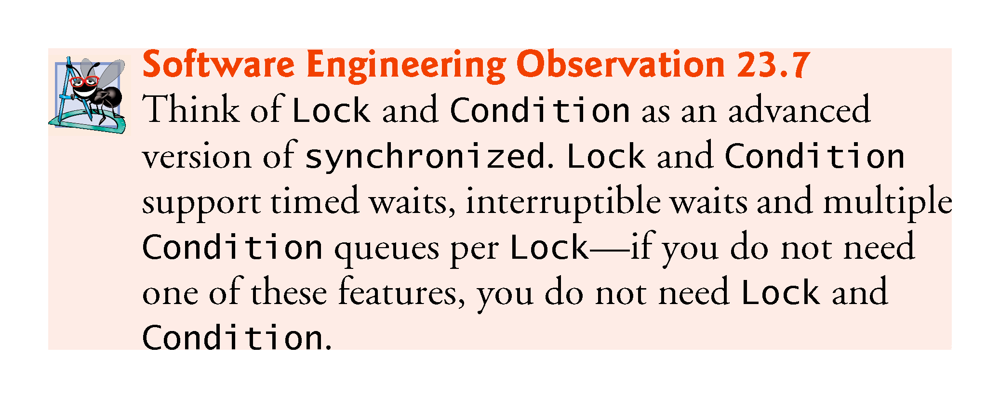 Software Engineering Observation 23.7
Think of Lock and Condition as an advanced
version of synchronized. Lock and Condition
support timed waits, interruptible waits and multiple
Condition queues per Lock—if you do not need
one of these features, you do not need Lock and
Condition.